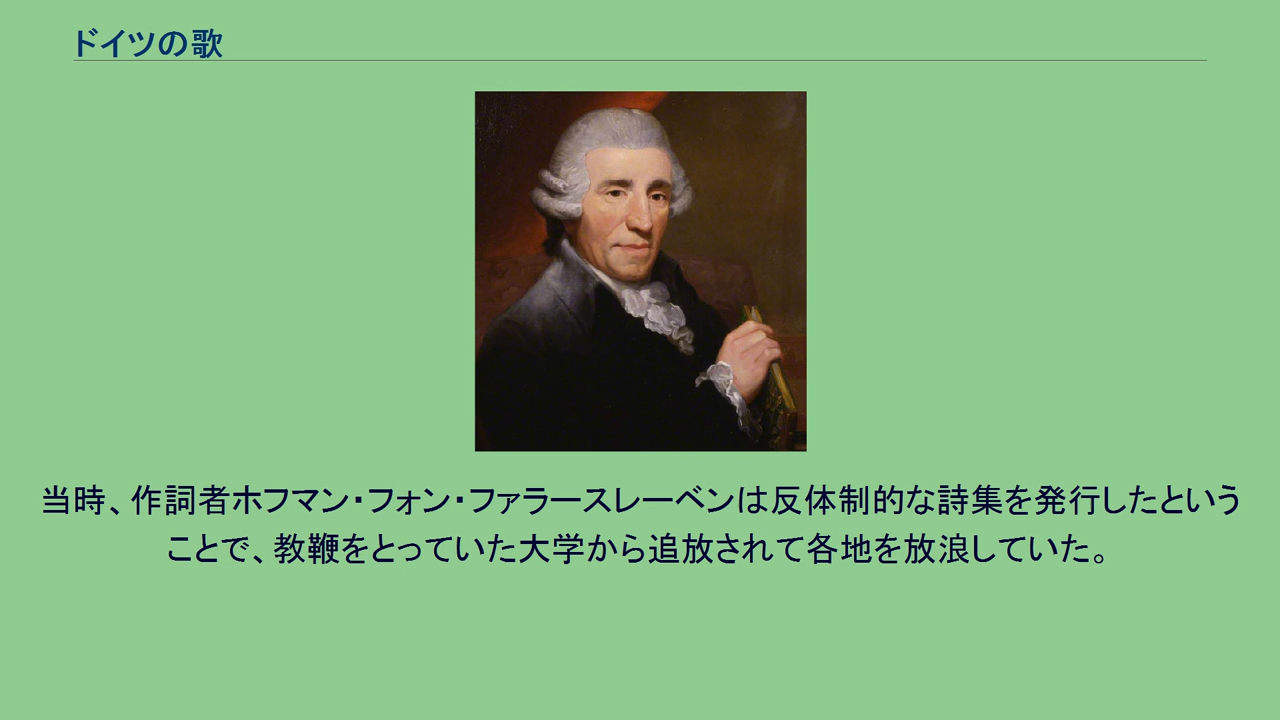 ドイツの歌
当時、作詞者ホフマン・フォン・ファラースレーベンは反体制的な詩集を発行したという
ことで、教鞭をとっていた大学から追放されて各地を放浪していた。